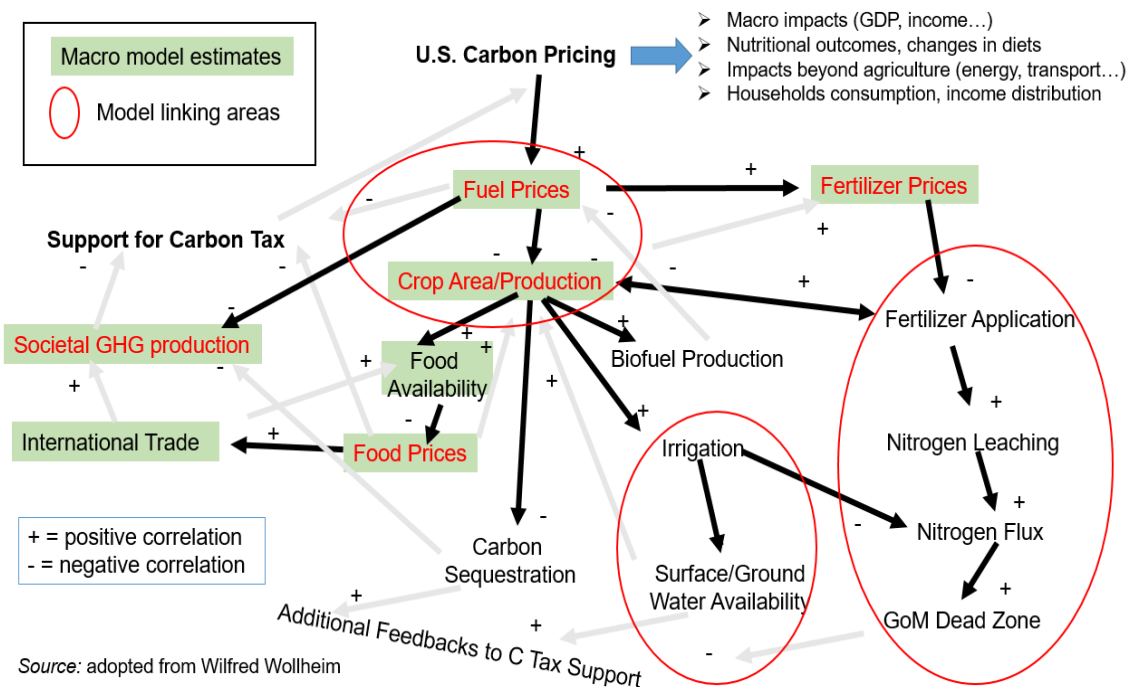 Macro model estimates
Model linking areas
U.S. Carbon Pricing
Macro impacts (GDP, income…)
Nutritional outcomes, changes in diets
Impacts beyond agriculture (energy, transport…)
Households consumption, income distribution
+
Fuel Prices
+
Fertilizer Prices
-
-
+
Support for Carbon Tax
-
-
-
-
-
Crop Area/Production
+
-
-
Fertilizer Application
Societal GHG production
-
+
+
+
+
Food
Availability
Biofuel Production
+
+
-
+
+
International Trade
+
Food Prices
Irrigation
Nitrogen Leaching
+
-
-
Nitrogen Flux
+ = positive correlation
- = negative correlation
Carbon
Sequestration
Surface/Ground
Water Availability
+
+
+
GoM Dead Zone
Additional Feedbacks to C Tax Support
-
Source: adopted from Wilfred Wollheim